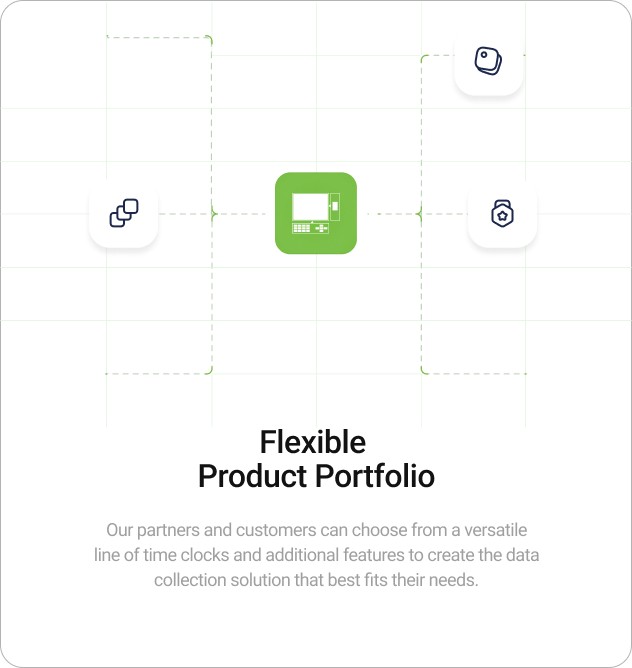 Flexible
Product Portfolio
Our partners and customers can choose from a versatile
line of time clocks and additional features to create the data
collection solution that best fits their needs.